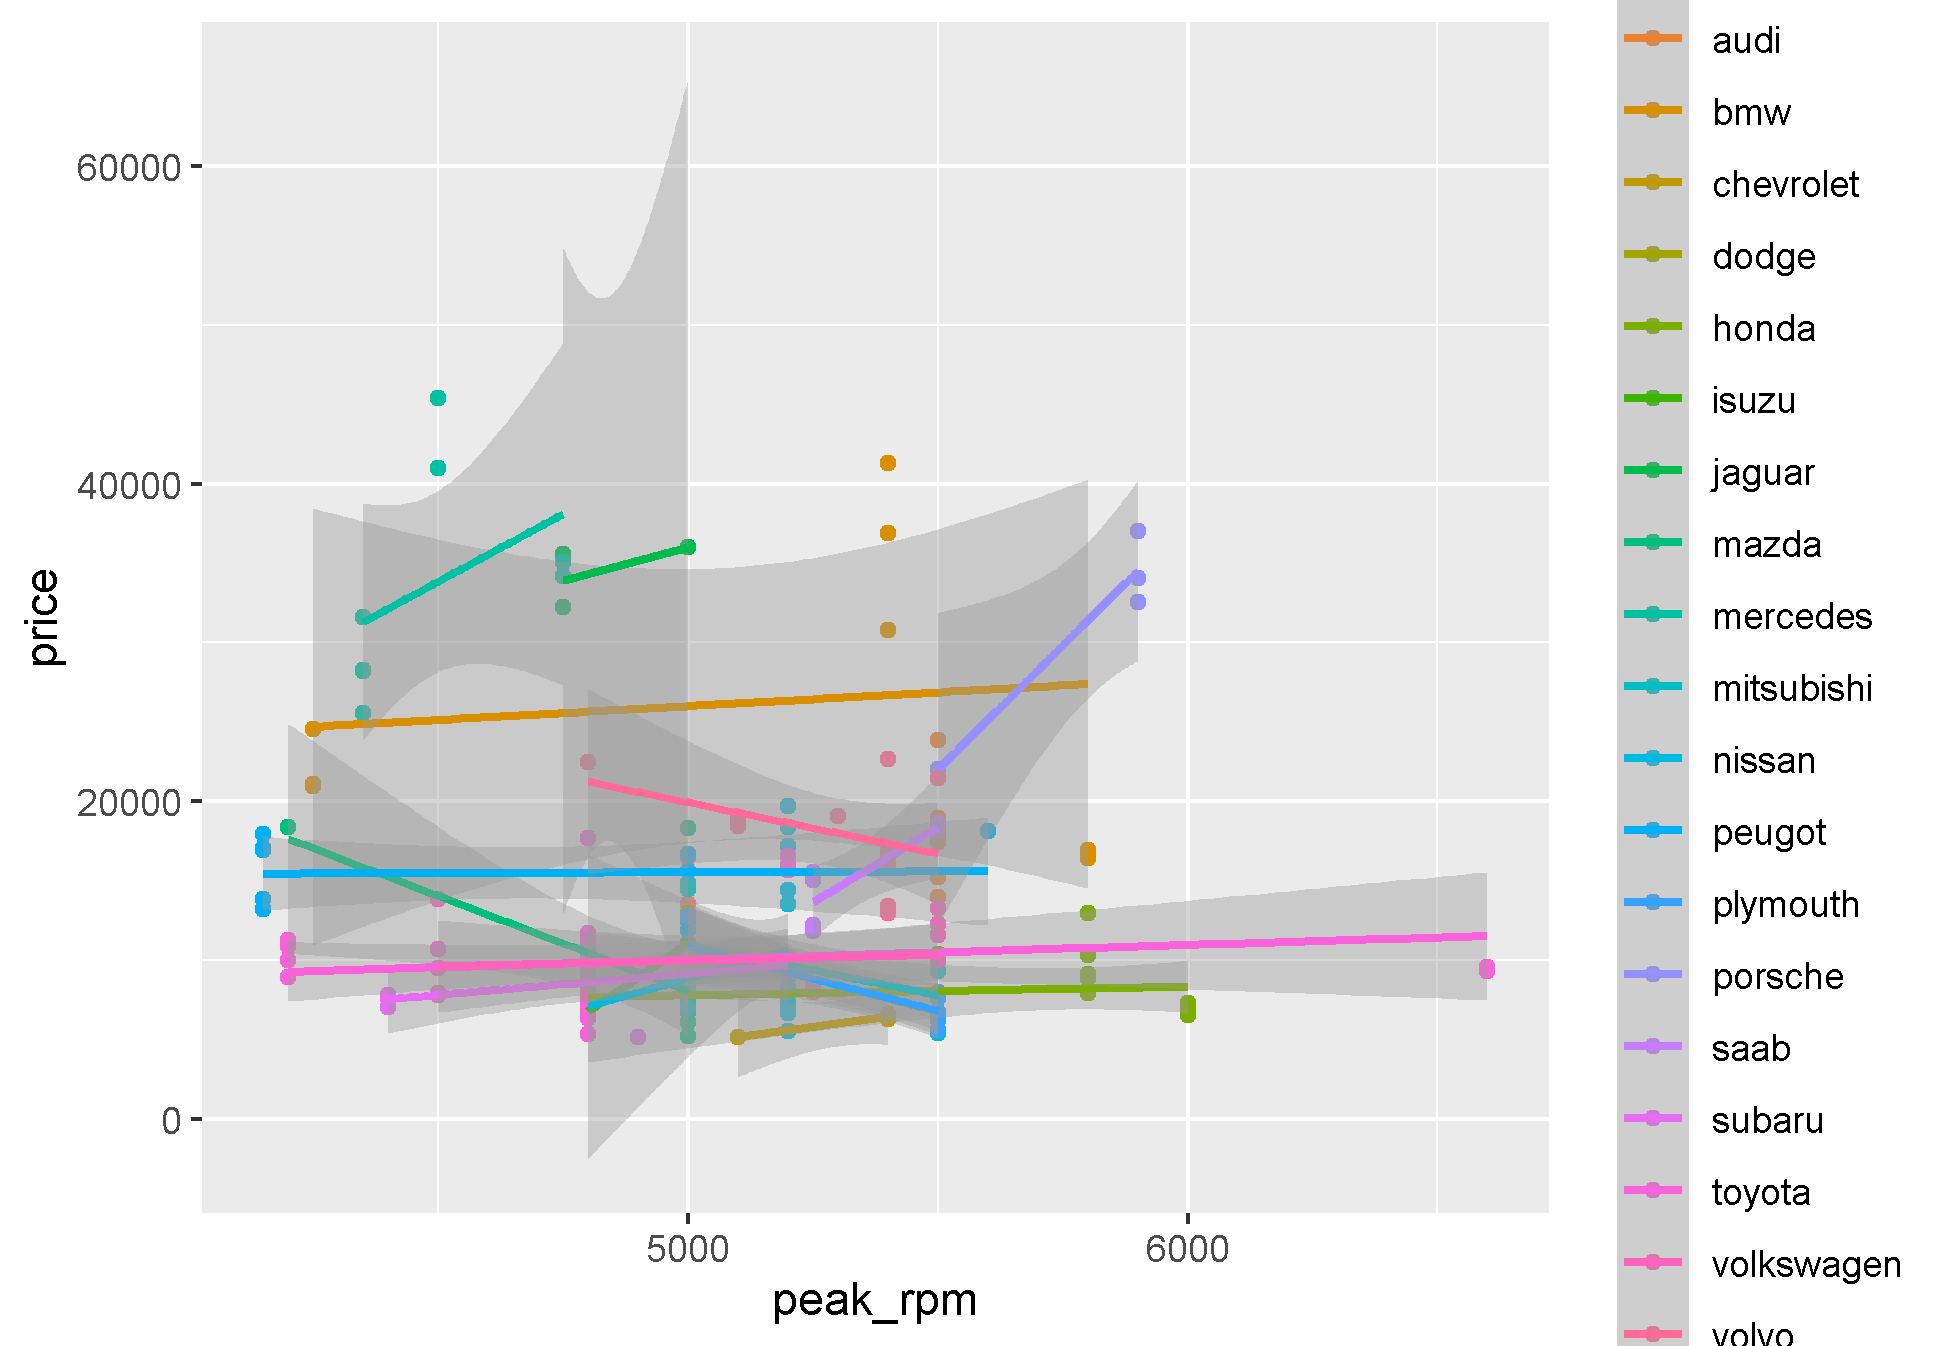 60000
40000
20000
0
price
5000
6000
peak_rpm
audi
bmw
chevrolet
dodge
honda
isuzu
jaguar
mazda
mercedes
mitsubishi
nissan
peugot
plymouth
porsche
saab
subaru
toyota
volkswagen
volvo